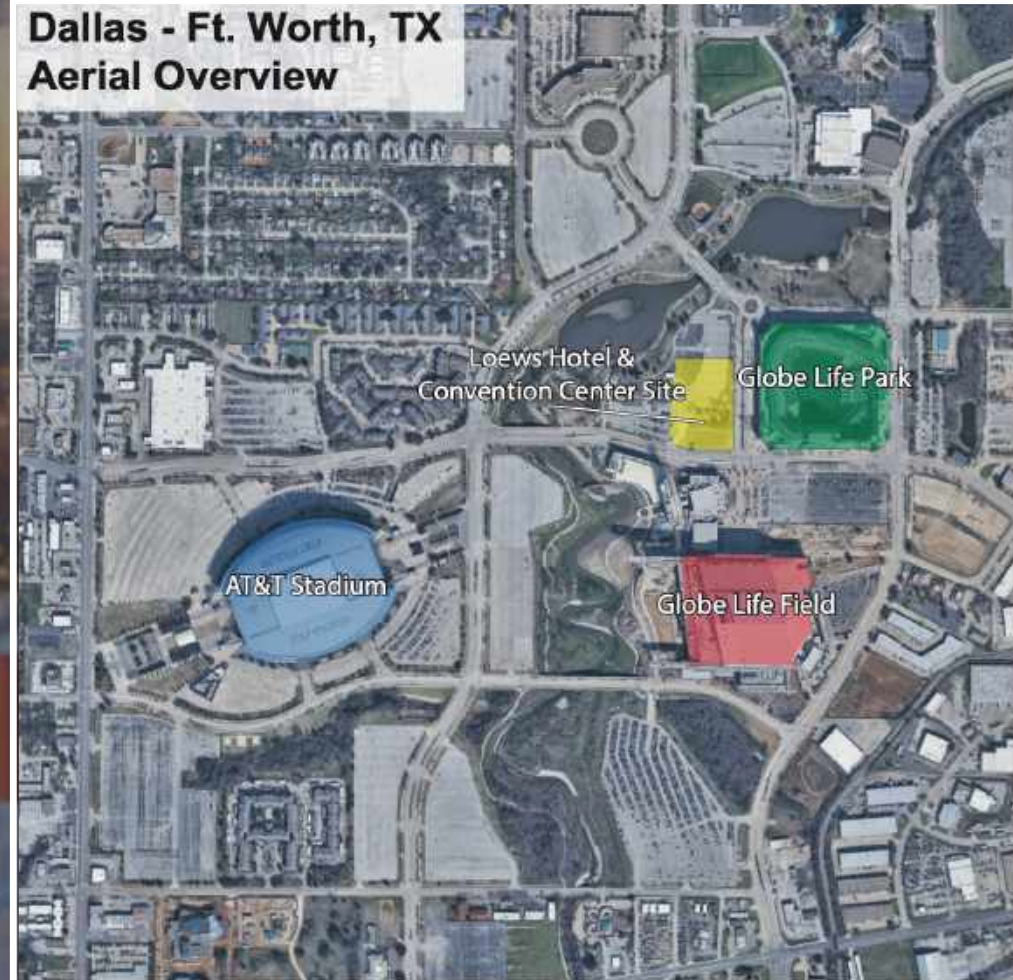 Dallas - Ft. Worth, TX
Aerial Overview
Loews Hotel &
Convention Center Site
Globe Life Park
AT&T Stadium
Globe Life Field